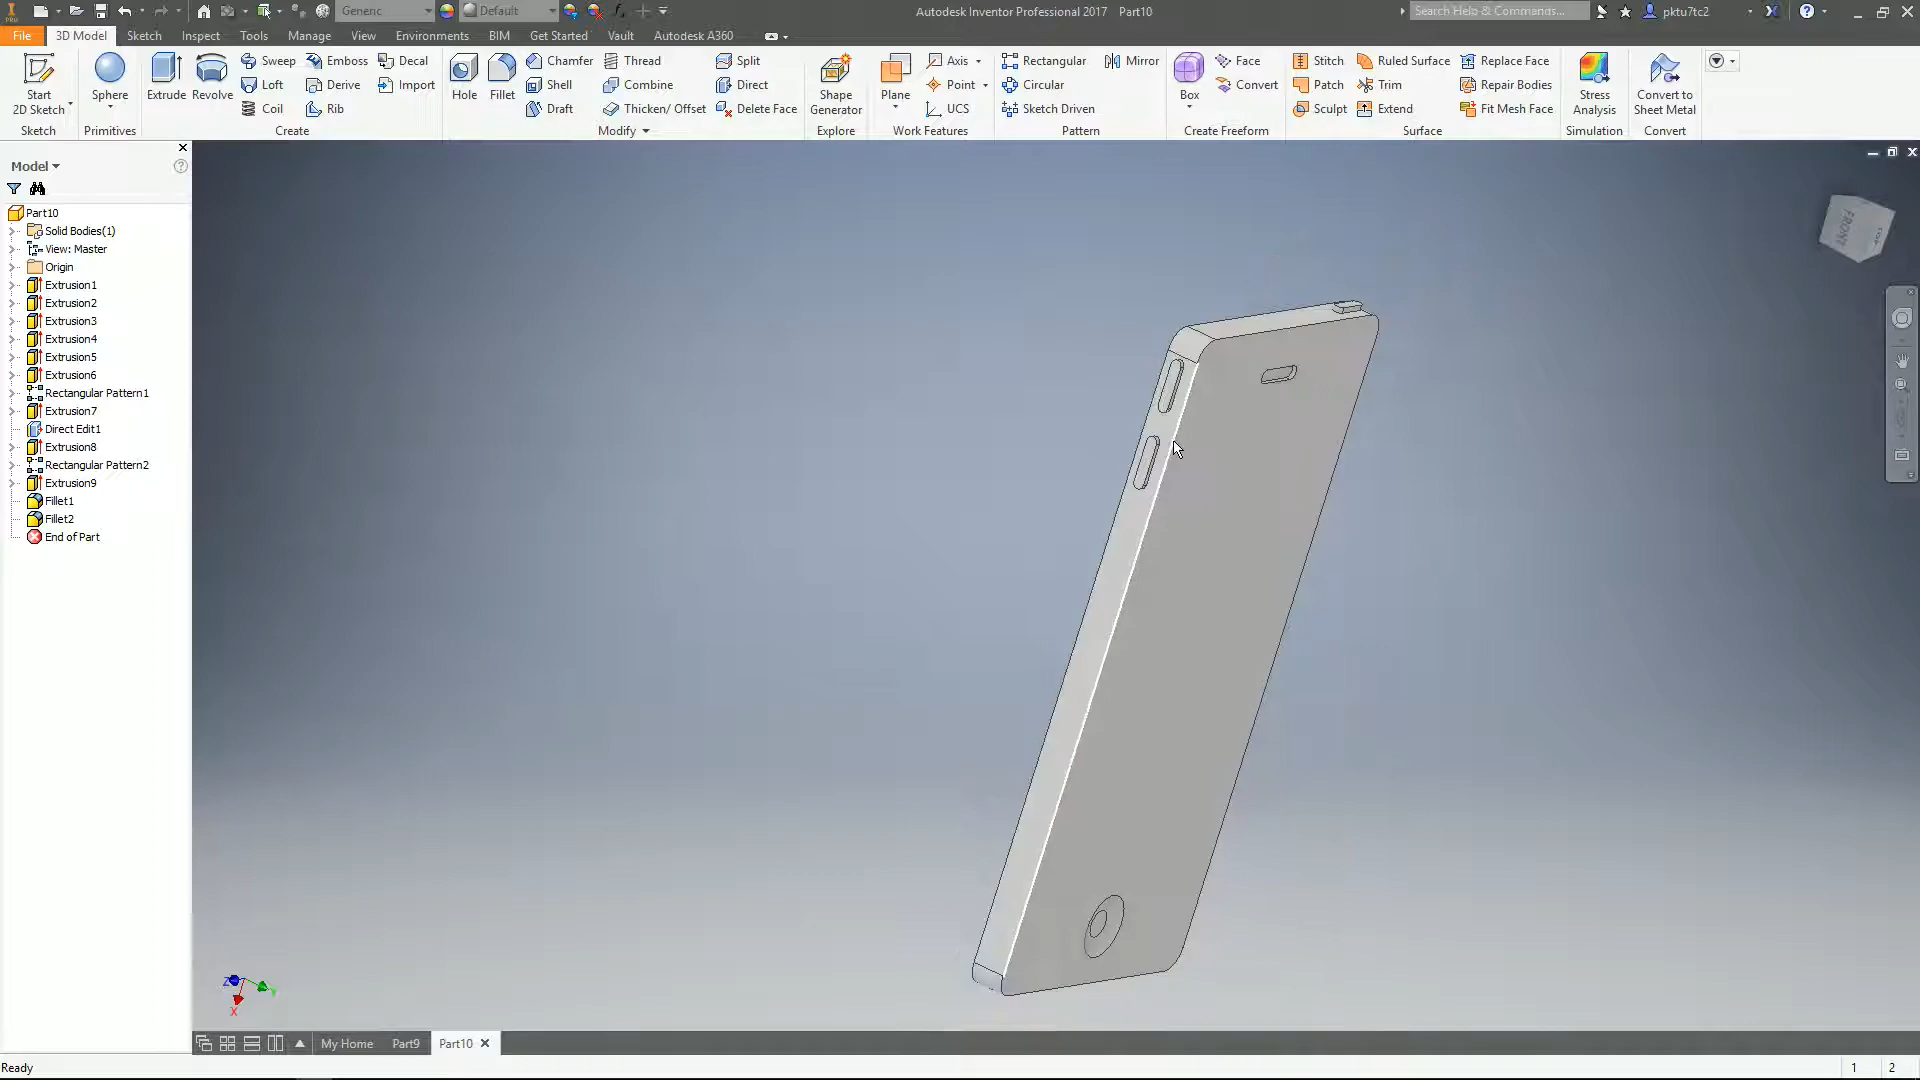 Generic
Default
Autodesk Inventor Professional 2017 Part10
Search Help & Commands...
pktu7tc2
PRO
File 3D Model Sketch Inspect Tools Manage View Environments BIM Get Started Vault Autodesk A360
Start
2D Sketch
Sketch
Sphere
Primitives
Extrude
Revolve
Sweep
Loft
Coil
Emboss
Derive
Rib
Decal
Import
Create
Hole
Fillet
Chamfer
Shell
Draft
Thread
Combine
Thicken/ Offset
Split
Direct
Delete Face
Modify
Shape
Generator
Explore
Plane
Axis
Point
UCS
Work Features
Rectangular
Circular
Sketch Driven
Mirror
Pattern
Box
Face
Convert
Create Freeform
Stitch
Patch
Sculpt
Ruled Surface
Trim
Extend
Replace Face
Repair Bodies
Fit Mesh Face
Surface
Stress
Analysis
Simulation
Convert to
Sheet Metal
Convert
Model
Part10
Solid Bodies(1)
View: Master
Origin
Extrusion1
Extrusion2
Extrusion3
Extrusion4
Extrusion5
Extrusion6
Rectangular Pattern1
Extrusion7
Direct Edit1
Extrusion8
Rectangular Pattern2
Extrusion9
Fillet1
Fillet2
End of Part
FRONT
TOP
Z
Y
X
My Home Part9 Part10
Ready
1 2